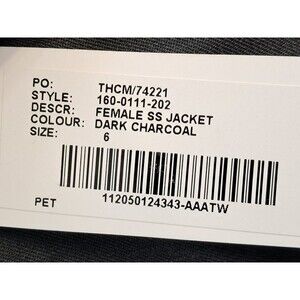 PO: THCM/74221
STYLE: 160-0111-202
DESCR: FEMALE SS JACKET
COLOUR: DARK CHARCOAL
SIZE: 6
PET 112050124343-AAATW